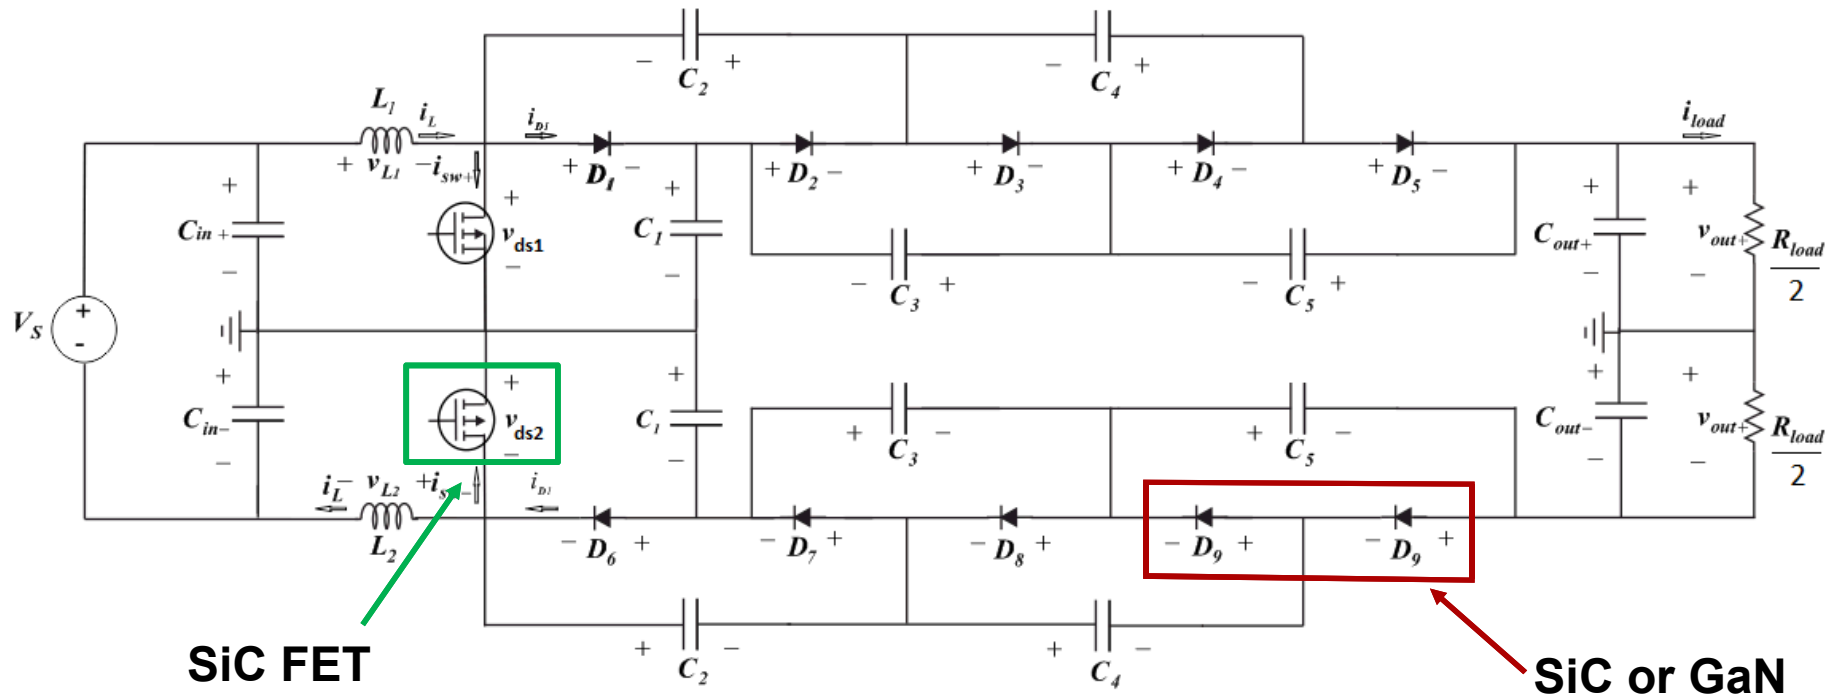 C2
C4
L1
iL
iD1
iload
+ vL1 −
isw+
+ D1 −
+ D2 −
+ D3 −
+ D4 −
+ D5 −
Cin+
vds1
C1
Cout+
vout+
Rload
2
C3
C5
VS
Cin−
vds2
C1
C3
C5
Cout−
vout+
Rload
2
iL
− vL2 +
iD1
L2
− D6 +
− D7 +
− D8 +
− D9 +
− D9 +
+ C2 −
+ C4 −
SiC FET
SiC or GaN